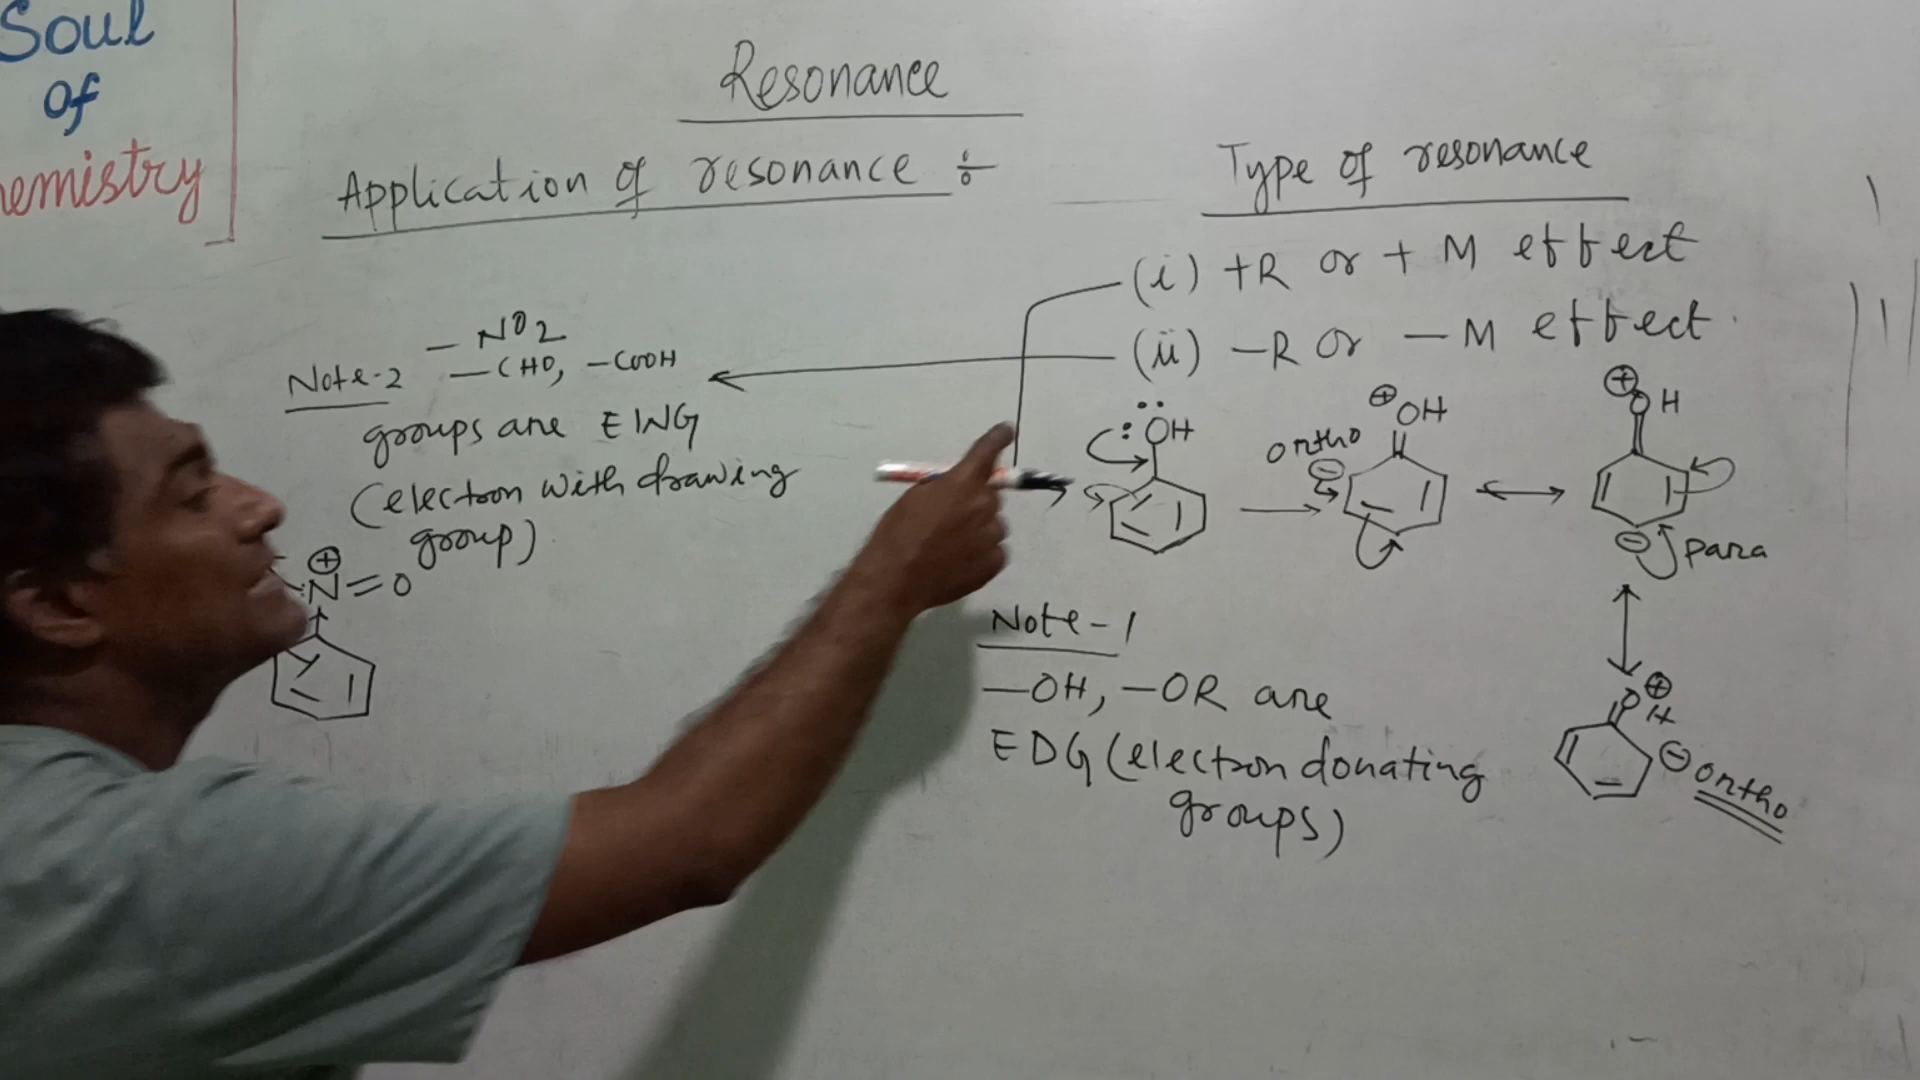 Soul
of
hemistry
Resonance
Application of resonance ÷
Type of resonance
(i) +R or + M effect
(ii) -R or - M effect
Note-2 - NO2
- CHO, - COOH
groups are EWG
(electron with drawing
group)
⊕
N=O
: OH
ortho
⊖
⊕
OH
⊕
OH
⊖ para
⊕
OH
⊖ ortho
Note-1
-OH, -OR are
EDG (electron donating
groups)